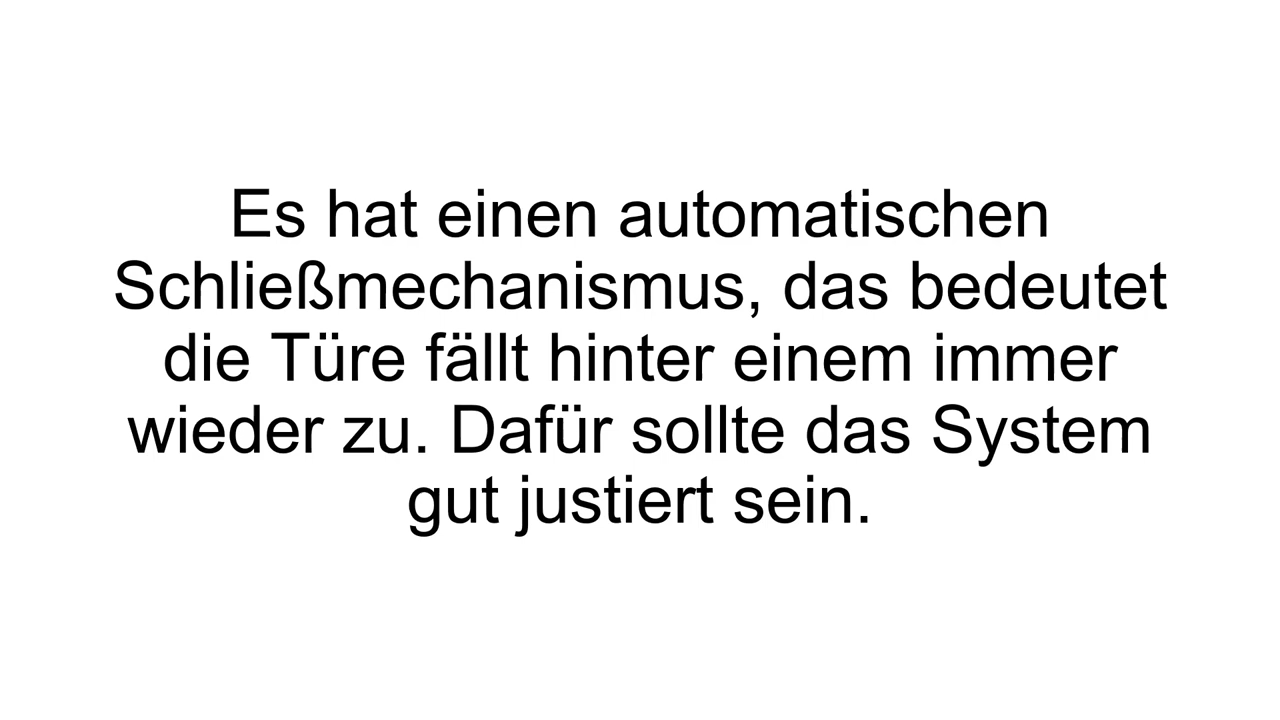 Es hat einen automatischen
Schließmechanismus, das bedeutet
die Türe fällt hinter einem immer
wieder zu. Dafür sollte das System
gut justiert sein.